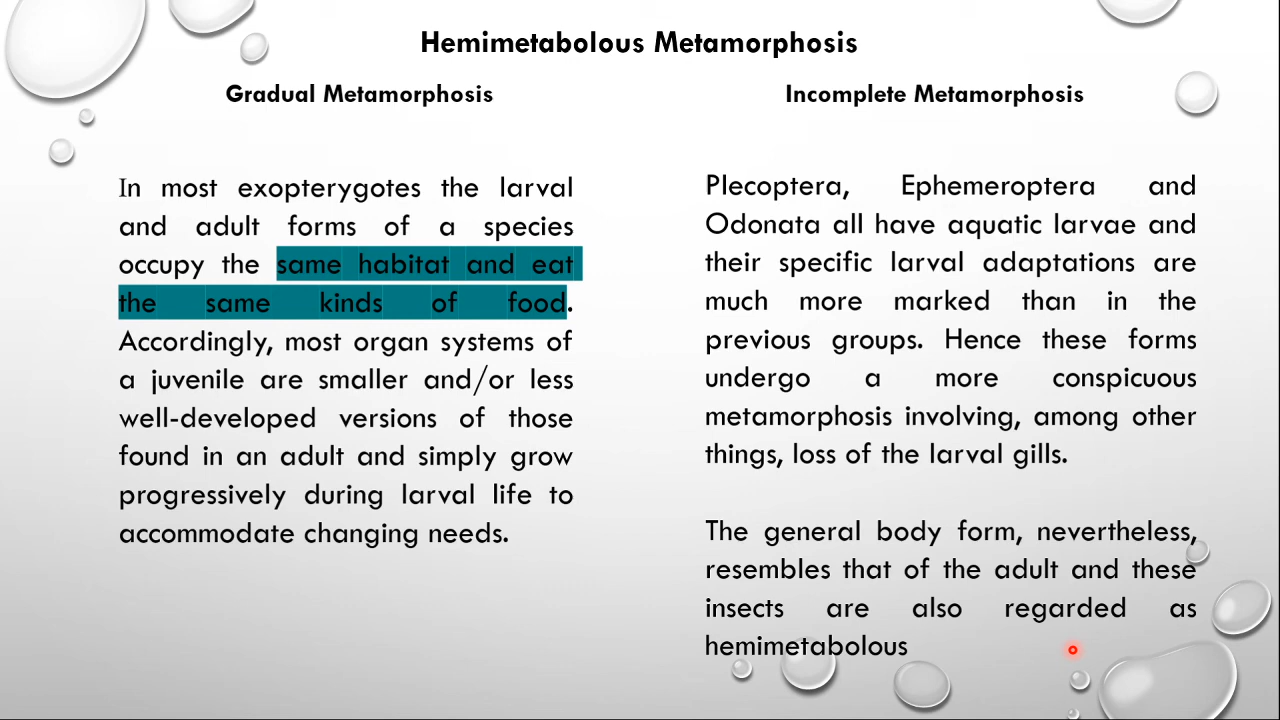 Hemimetabolous Metamorphosis
Gradual Metamorphosis
In most exopterygotes the larval
and adult forms of a species
occupy the same habitat and eat
the same kinds of food.
Accordingly, most organ systems of
a juvenile are smaller and/or less
well-developed versions of those
found in an adult and simply grow
progressively during larval life to
accommodate changing needs.
Incomplete Metamorphosis
Plecoptera, Ephemeroptera and
Odonata all have aquatic larvae and
their specific larval adaptations are
much more marked than in the
previous groups. Hence these forms
undergo a more conspicuous
metamorphosis involving, among other
things, loss of the larval gills.
The general body form, nevertheless,
resembles that of the adult and these
insects are also regarded as
hemimetabolous